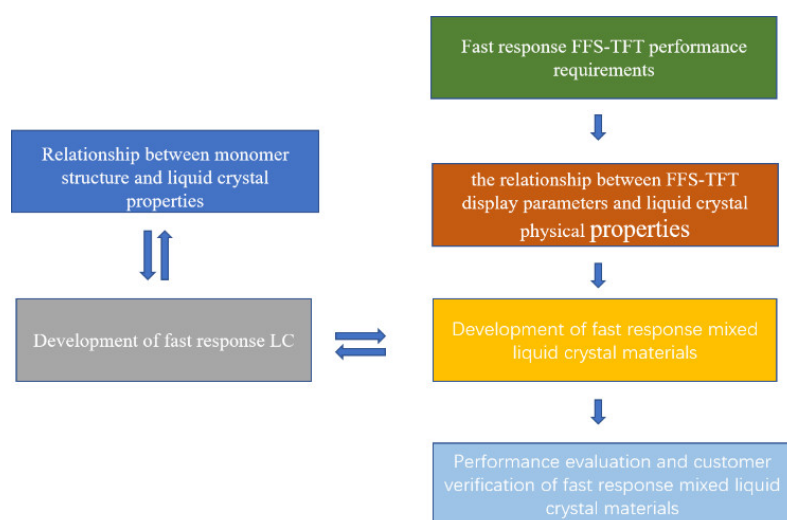 Fast response FFS-TFT performance
requirements
Relationship between monomer
structure and liquid crystal
properties
the relationship between FFS-TFT
display parameters and liquid crystal
physical properties
Development of fast response LC
Development of fast response mixed
liquid crystal materials
Performance evaluation and customer
verification of fast response mixed liquid
crystal materials